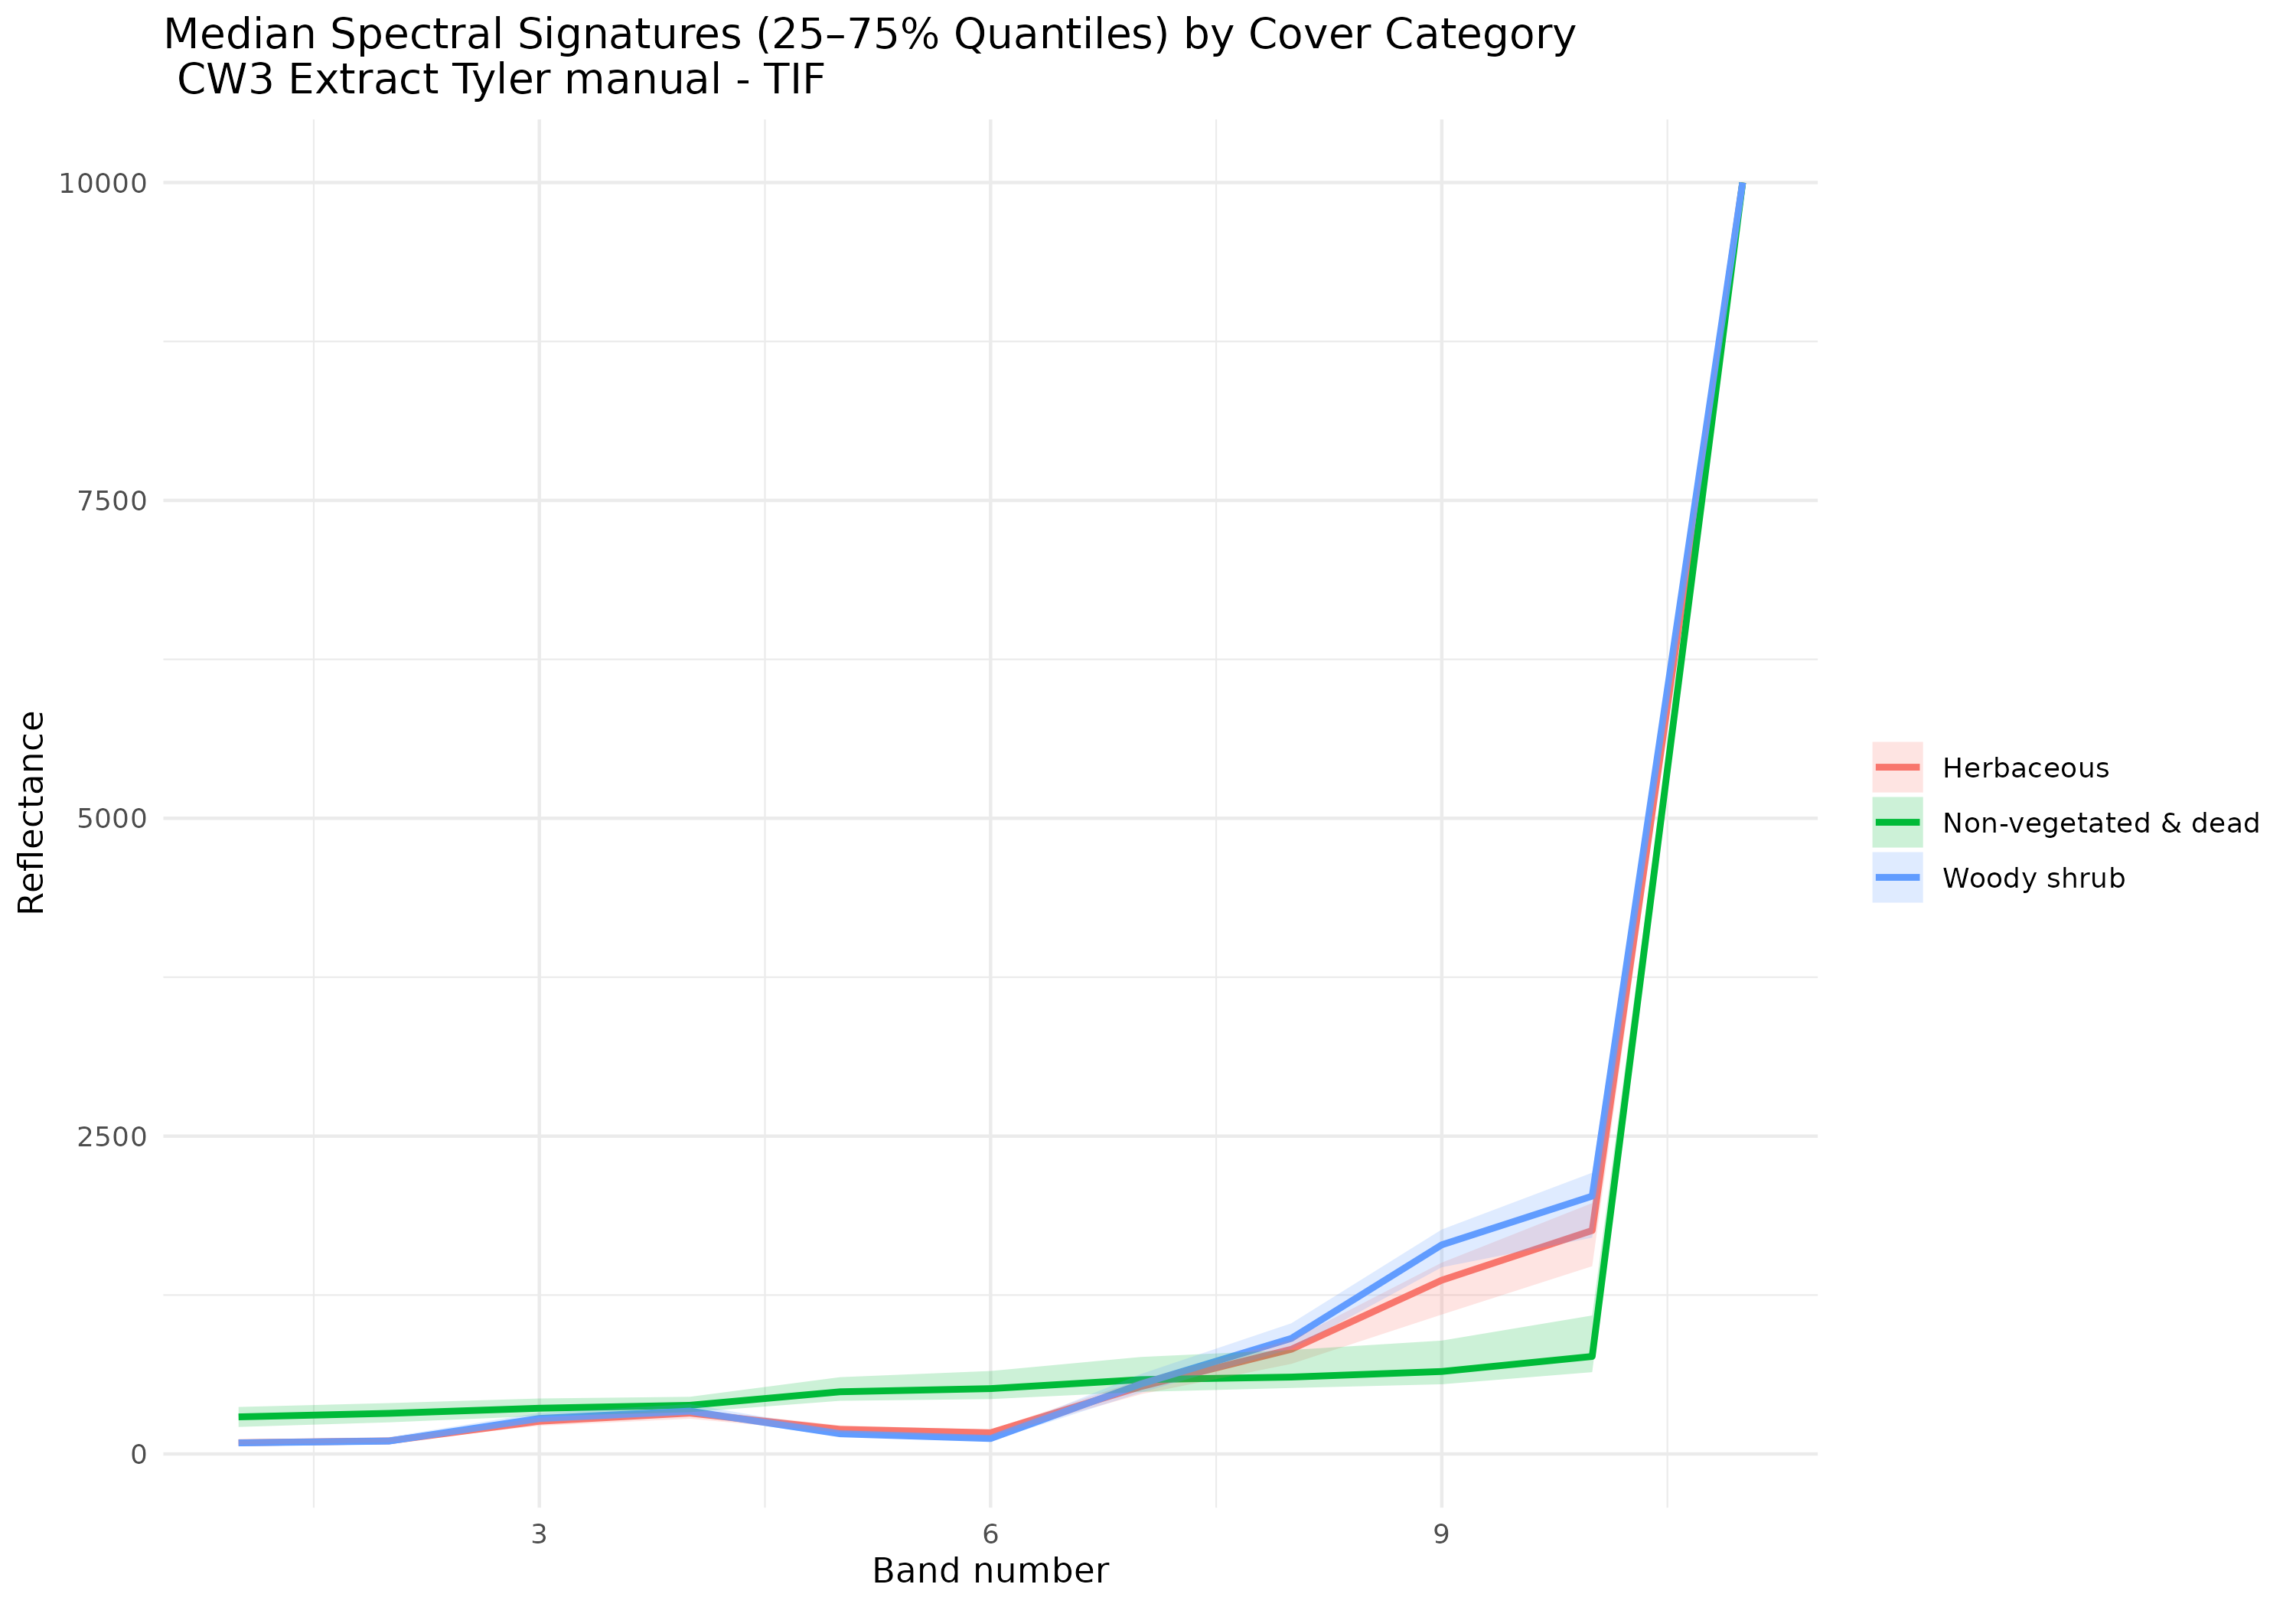 Median Spectral Signatures (25–75% Quantiles) by Cover Category
CW3 Extract Tyler manual - TIF
10000
7500
5000
2500
0
Reflectance
3
6
9
Band number
Herbaceous
Non-vegetated & dead
Woody shrub